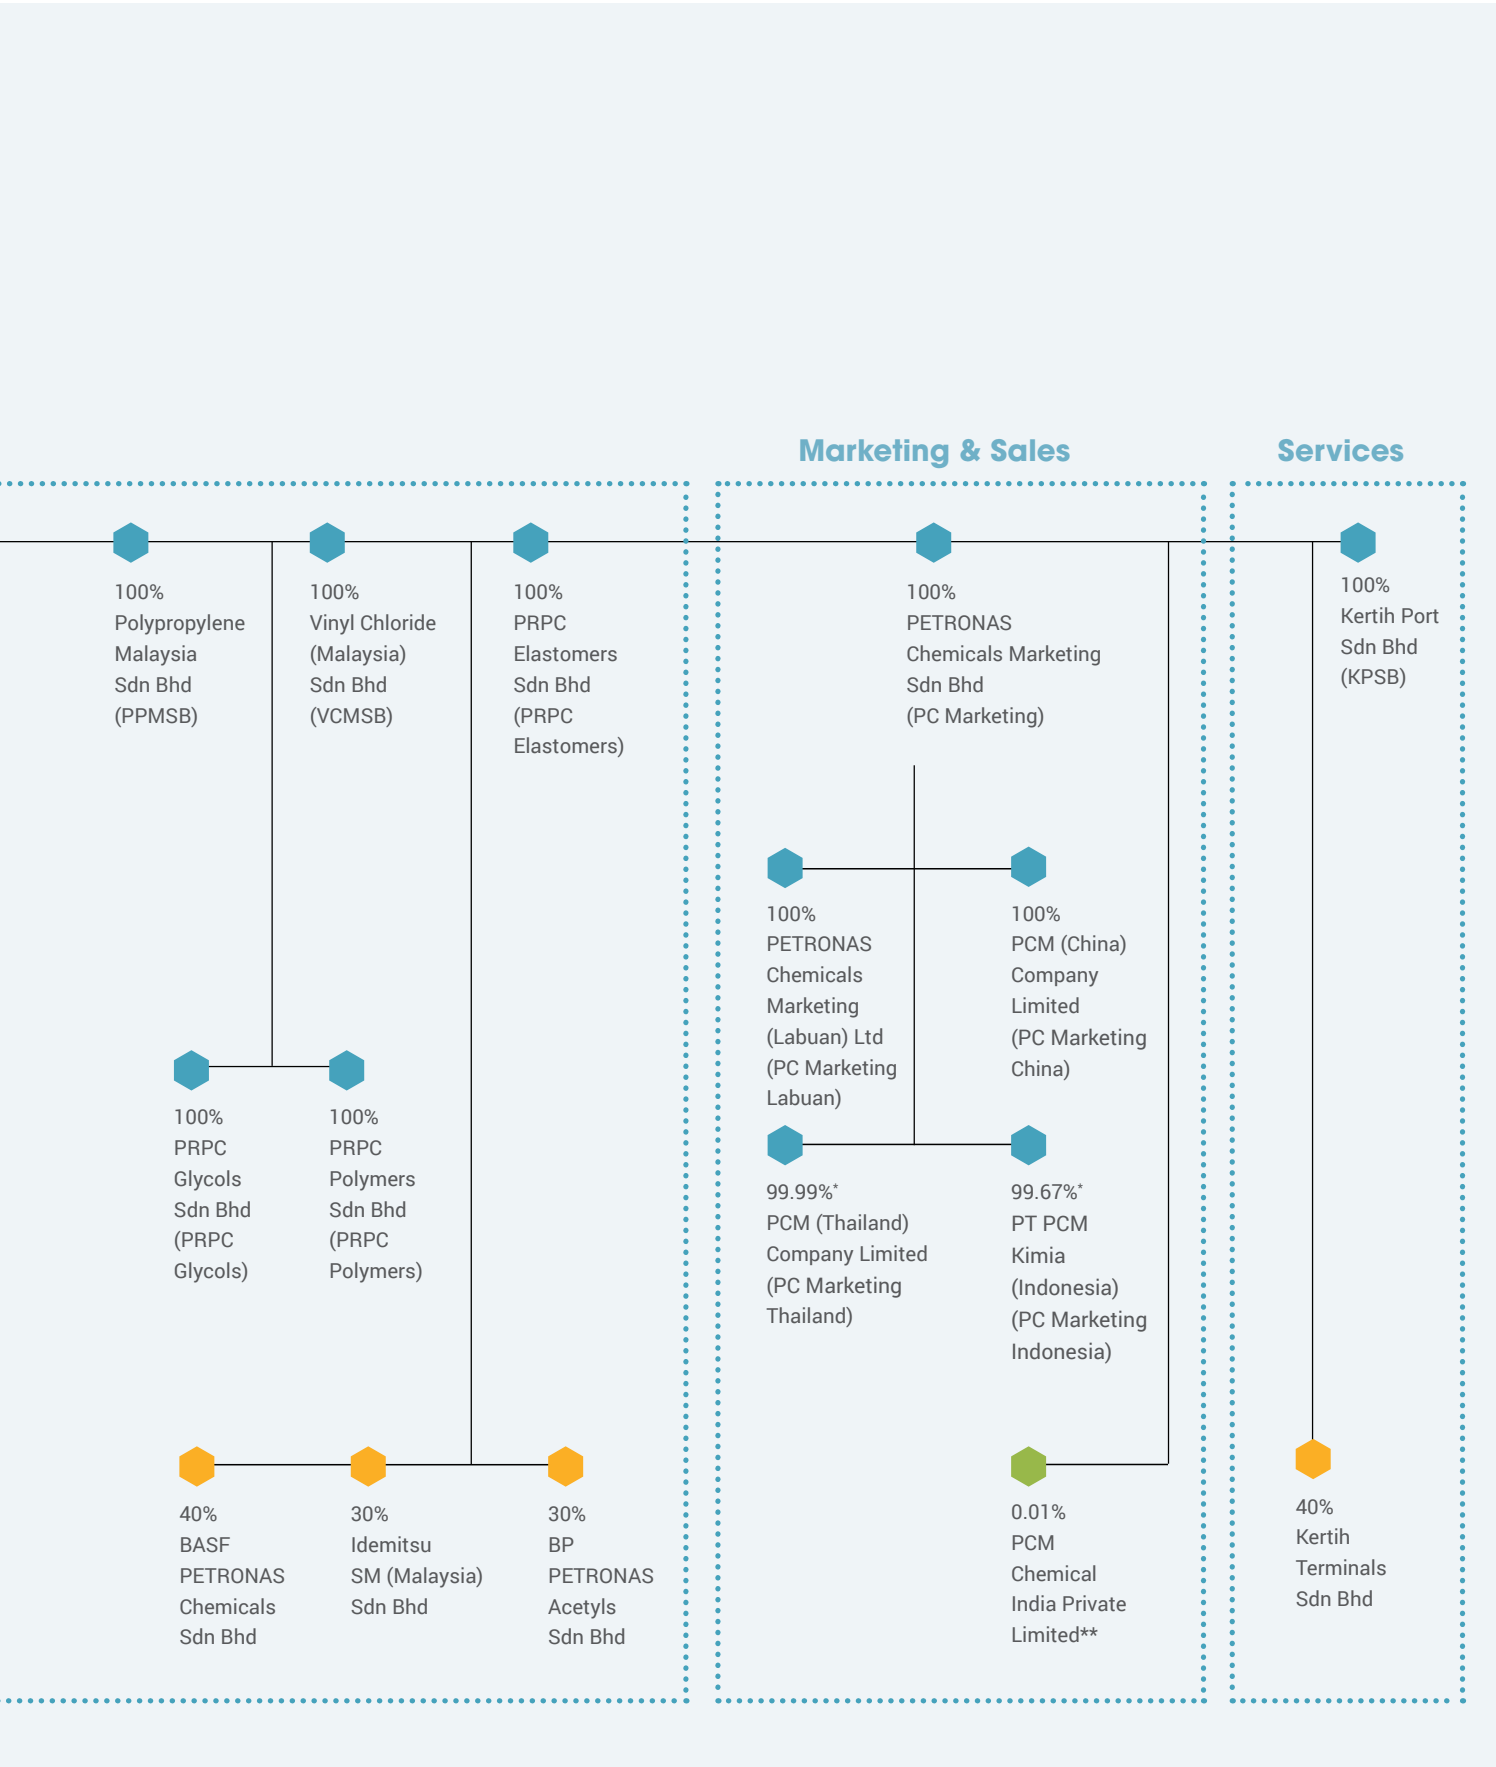 Marketing & Sales
Services
100%
Polypropylene
Malaysia
Sdn Bhd
(PPMSB)
100%
Vinyl Chloride
(Malaysia)
Sdn Bhd
(VCMSB)
100%
PRPC
Elastomers
Sdn Bhd
(PRPC
Elastomers)
100%
PETRONAS
Chemicals Marketing
Sdn Bhd
(PC Marketing)
100%
Kertih Port
Sdn Bhd
(KPSB)
100%
PETRONAS
Chemicals
Marketing
(Labuan) Ltd
(PC Marketing
Labuan)
100%
PCM (China)
Company
Limited
(PC Marketing
China)
100%
PRPC
Glycols
Sdn Bhd
(PRPC
Glycols)
100%
PRPC
Polymers
Sdn Bhd
(PRPC
Polymers)
99.99%*
PCM (Thailand)
Company Limited
(PC Marketing
Thailand)
99.67%*
PT PCM
Kimia
(Indonesia)
(PC Marketing
Indonesia)
40%
BASF
PETRONAS
Chemicals
Sdn Bhd
30%
Idemitsu
SM (Malaysia)
Sdn Bhd
30%
BP
PETRONAS
Acetyls
Sdn Bhd
0.01%
PCM
Chemical
India Private
Limited**
40%
Kertih
Terminals
Sdn Bhd